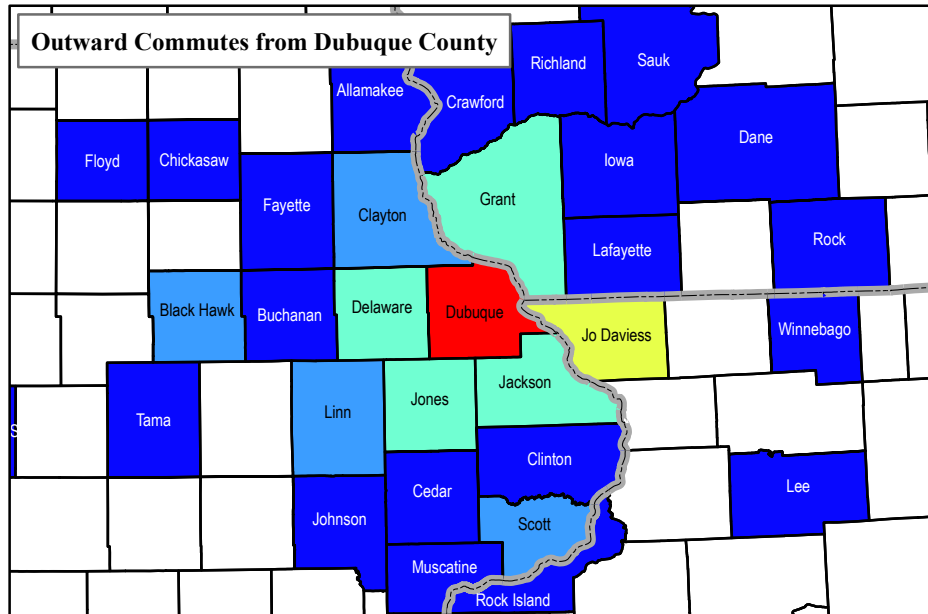 Outward Commutes from Dubuque County
Richland
Sauk
Allamakee
Crawford
Dane
Floyd
Chickasaw
Iowa
Grant
Fayette
Clayton
Rock
Lafayette
Black Hawk
Buchanan
Delaware
Dubuque
Jo Daviess
Winnebago
Jackson
Jones
Linn
Tama
S
Clinton
Cedar
Lee
Johnson
Scott
Muscatine
Rock Island